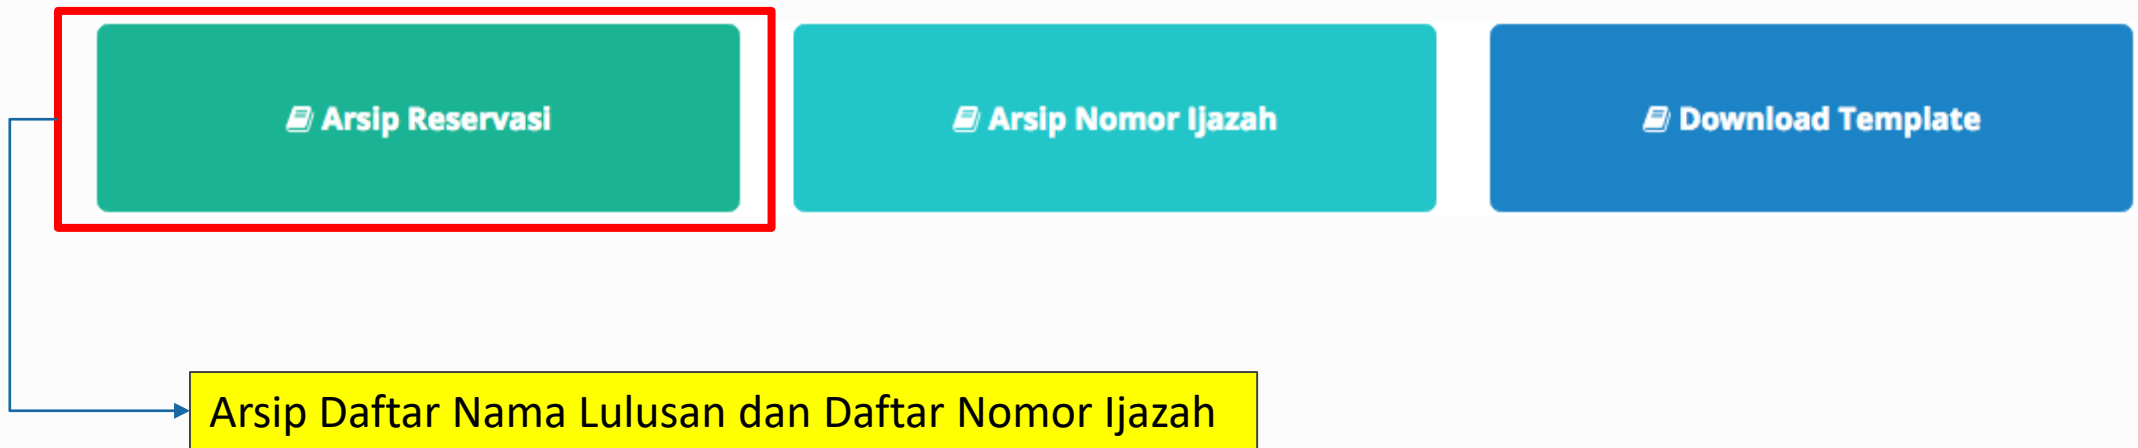 Arsip Reservasi
Arsip Nomor Ijazah
Download Template
Arsip Daftar Nama Lulusan dan Daftar Nomor Ijazah